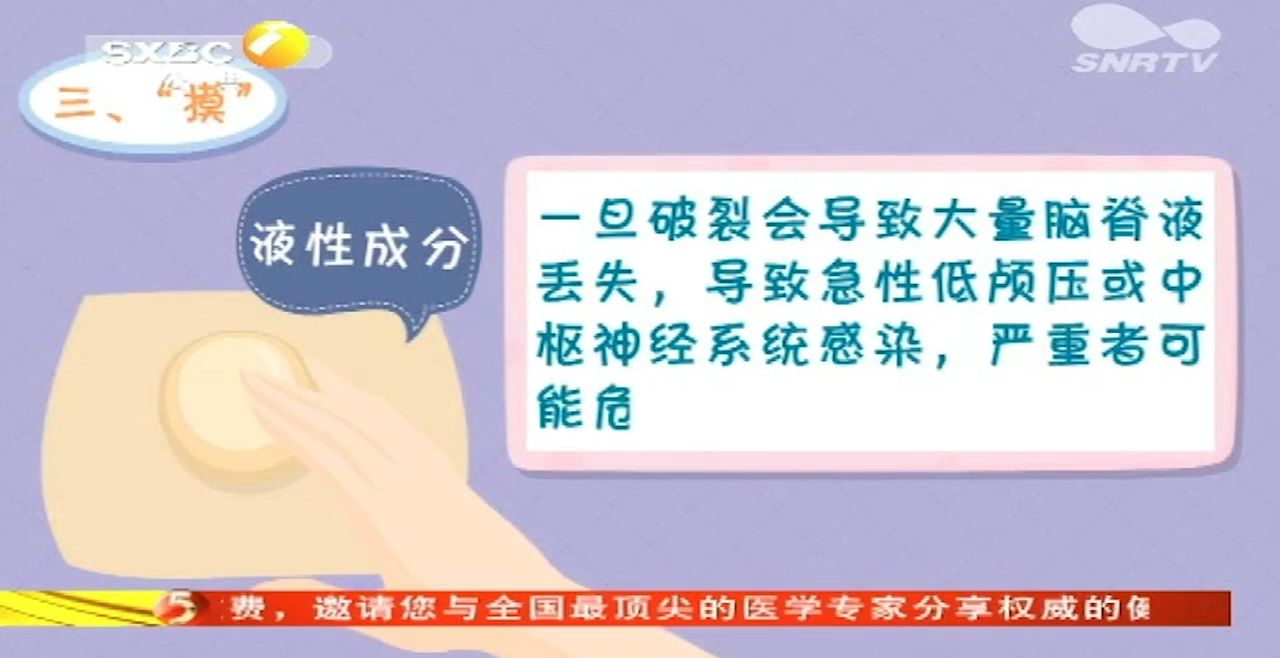 SXBC
SNRTV
公共
三、“摸”
液性成分
一旦破裂会导致大量脑脊液
丢失，导致急性低颅压或中
枢神经系统感染，严重者可
能危
5
费，邀请您与全国最顶尖的医学专家分享权威的